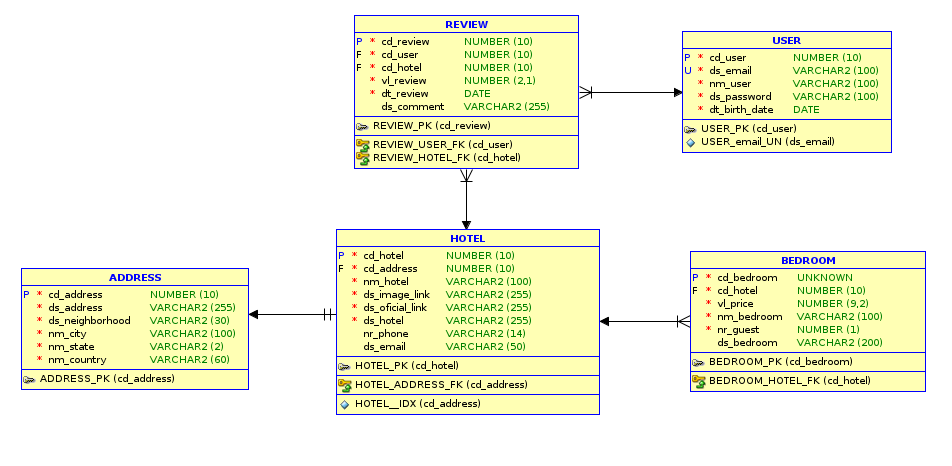 REVIEW
P * cd_review NUMBER (10)
F * cd_user NUMBER (10)
F * cd_hotel NUMBER (10)
* vl_review NUMBER (2,1)
* dt_review DATE
ds_comment VARCHAR2 (255)
REVIEW_PK (cd_review)
REVIEW_USER_FK (cd_user)
REVIEW_HOTEL_FK (cd_hotel)
USER
P * cd_user NUMBER (10)
U * ds_email VARCHAR2 (100)
* nm_user VARCHAR2 (100)
* ds_password VARCHAR2 (100)
* dt_birth_date DATE
USER_PK (cd_user)
USER_email_UN (ds_email)
ADDRESS
P * cd_address NUMBER (10)
* ds_address VARCHAR2 (255)
* ds_neighborhood VARCHAR2 (30)
* nm_city VARCHAR2 (100)
* nm_state VARCHAR2 (2)
* nm_country VARCHAR2 (60)
ADDRESS_PK (cd_address)
HOTEL
P * cd_hotel NUMBER (10)
F * cd_address NUMBER (10)
* nm_hotel VARCHAR2 (100)
* ds_image_link VARCHAR2 (255)
* ds_oficial_link VARCHAR2 (255)
* ds_hotel VARCHAR2 (255)
nr_phone VARCHAR2 (14)
ds_email VARCHAR2 (50)
HOTEL_PK (cd_hotel)
HOTEL_ADDRESS_FK (cd_address)
HOTEL__IDX (cd_address)
BEDROOM
P * cd_bedroom UNKNOWN
F * cd_hotel NUMBER (10)
* vl_price NUMBER (9,2)
* nm_bedroom VARCHAR2 (100)
* nr_guest NUMBER (1)
ds_bedroom VARCHAR2 (200)
BEDROOM_PK (cd_bedroom)
BEDROOM_HOTEL_FK (cd_hotel)